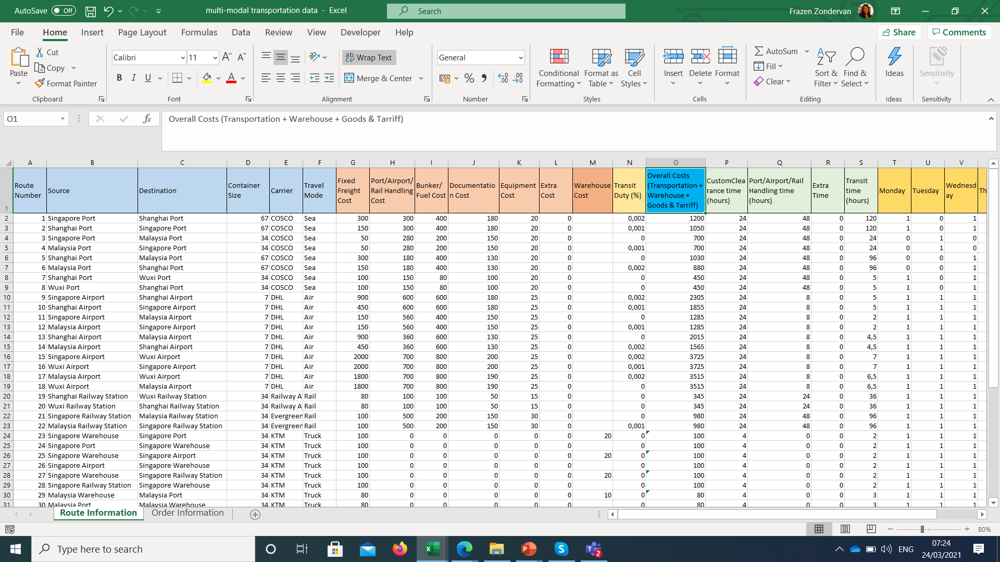 AutoSave Off multi-modal transportation data - Excel Search Frazen Zondervan
File Home Insert Page Layout Formulas Data Review View Developer Help Share Comments
Paste Cut Copy Format Painter Clipboard
Calibri 11 A A B I U A Font
ab Wrap Text Merge & Center Alignment
General % Number
Conditional Formatting Format as Table Cell Styles Styles
Insert Delete Format Cells
AutoSum Fill Clear Sort & Filter Find & Select Editing
Ideas Ideas
Sensitivity Sensitivity
O1 fx Overall Costs (Transportation + Warehouse + Goods & Tarriff)
A B C D E F G H I J K L M N O P Q R S T U V
1 Route Number Source Destination Container Size Carrier Travel Mode Fixed Freight Cost Port/Airport/Rail Handling Cost Bunker/Fuel Cost Documentation Cost Equipment Cost Extra Cost Warehouse Cost Transit Duty (%) Overall Costs (Transportation + Warehouse + Goods & Tarriff) CustomClearance time (hours) Port/Airport/Rail Handling time (hours) Extra Time Transit time (hours) Monday Tuesday Wednesday Th
2 1 Singapore Port Shanghai Port 67 COSCO Sea 300 300 400 180 20 0 0,002 1200 24 48 0 120 1 0 1
3 2 Shanghai Port Singapore Port 67 COSCO Sea 150 300 400 180 20 0 0,001 1050 24 48 0 120 1 0 1
4 3 Singapore Port Malaysia Port 34 COSCO Sea 50 280 200 150 20 0 0 700 24 48 0 24 0 1 0
5 4 Malaysia Port Singapore Port 34 COSCO Sea 50 280 200 150 20 0 0,001 700 24 48 0 24 0 1 0
6 5 Shanghai Port Malaysia Port 67 COSCO Sea 300 180 400 130 20 0 0 1030 24 48 0 96 0 0 1
7 6 Malaysia Port Shanghai Port 67 COSCO Sea 150 180 400 130 20 0 0,002 880 24 48 0 96 0 0 1
8 7 Shanghai Port Wuxi Port 34 COSCO Sea 100 150 80 100 20 0 0 450 24 48 0 5 1 0 1
9 8 Wuxi Port Shanghai Port 34 COSCO Sea 100 150 80 100 20 0 0 450 24 48 0 5 1 0 1
10 9 Singapore Airport Shanghai Airport 7 DHL Air 900 600 600 180 25 0 0,002 2305 24 8 0 5 1 1 1
11 10 Shanghai Airport Singapore Airport 7 DHL Air 450 600 600 180 25 0 0,001 1855 24 8 0 5 1 1 1
12 11 Singapore Airport Malaysia Airport 7 DHL Air 150 560 400 150 25 0 0 1285 24 8 0 2 1 1 1
13 12 Malaysia Airport Singapore Airport 7 DHL Air 150 560 400 150 25 0 0,001 1285 24 8 0 2 1 1 1
14 13 Shanghai Airport Malaysia Airport 7 DHL Air 900 360 600 130 25 0 0 2015 24 8 0 4,5 1 1 1
15 14 Malaysia Airport Shanghai Airport 7 DHL Air 450 360 600 130 25 0 0,002 1565 24 8 0 4,5 1 1 1
16 15 Singapore Airport Wuxi Airport 7 DHL Air 2000 700 800 200 25 0 0,002 3725 24 8 0 7 1 1 1
17 16 Wuxi Airport Singapore Airport 7 DHL Air 2000 700 800 200 25 0 0,001 3725 24 8 0 7 1 1 1
18 17 Malaysia Airport Wuxi Airport 7 DHL Air 1800 700 800 190 25 0 0,002 3515 24 8 0 6,5 1 1 1
19 18 Wuxi Airport Malaysia Airport 7 DHL Air 1800 700 800 190 25 0 0 3515 24 8 0 6,5 1 1 1
20 19 Shanghai Railway Station Wuxi Railway Station 34 Railway A Rail 80 100 100 50 15 0 0 345 24 24 0 36 1 1 1
21 20 Wuxi Railway Station Shanghai Railway Station 34 Railway A Rail 80 100 100 50 15 0 0 345 24 24 0 36 1 1 1
22 21 Singapore Railway Station Malaysia Railway Station 34 Evergreen Rail 100 500 200 150 30 0 0 980 24 48 0 96 1 1 1
23 22 Malaysia Railway Station Singapore Railway Station 34 Evergreen Rail 100 500 200 150 30 0 0,001 980 24 48 0 96 1 1 1
24 23 Singapore Warehouse Singapore Port 34 KTM Truck 100 0 0 0 0 0 20 0 100 4 0 0 2 1 1 1
25 24 Singapore Port Singapore Warehouse 34 KTM Truck 100 0 0 0 0 0 0 100 4 0 0 2 1 1 1
26 25 Singapore Warehouse Singapore Airport 34 KTM Truck 100 0 0 0 0 0 20 0 100 4 0 0 2 1 1 1
27 26 Singapore Airport Singapore Warehouse 34 KTM Truck 100 0 0 0 0 0 0 100 4 0 0 2 1 1 1
28 27 Singapore Warehouse Singapore Railway Station 34 KTM Truck 100 0 0 0 0 0 20 0 100 4 0 0 2 1 1 1
29 28 Singapore Railway Station Singapore Warehouse 34 KTM Truck 100 0 0 0 0 0 0 100 4 0 0 2 1 1 1
30 29 Malaysia Warehouse Malaysia Port 34 KTM Truck 80 0 0 0 0 0 10 0 80 4 0 0 3 1 1 1
31 30 Malaysia Port Malaysia Warehouse 34 KTM Truck 80 0 0 0 0 0 0 80 4 0 0 3 1 1 1
Route Information Order Information
80%
Type here to search 2 ENG 07:24
24/03/2021